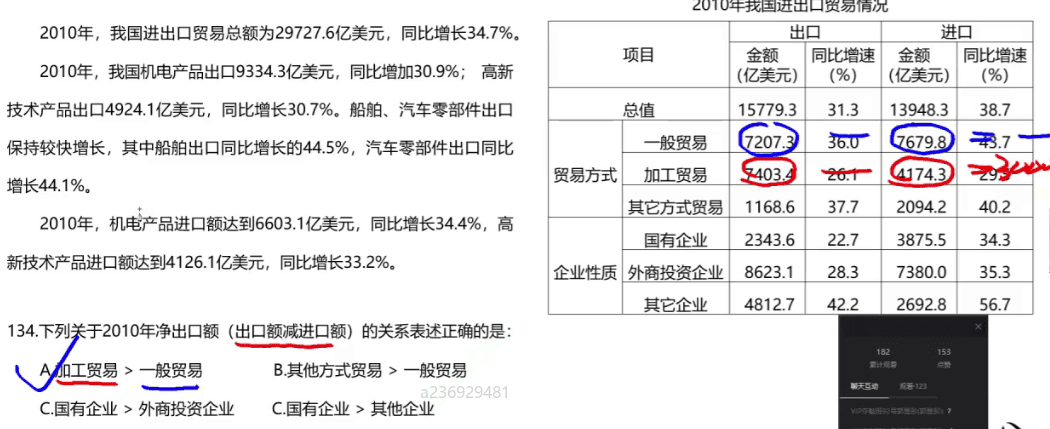 2010年，我国进出口贸易总额为29727.6亿美元，同比增长34.7%。
2010年，我国机电产品出口9334.3亿美元，同比增加30.9%； 高新
技术产品出口4924.1亿美元，同比增长30.7%。船舶、汽车零部件出口
保持较快增长，其中船舶出口同比增长的44.5%，汽车零部件出口同比
增长44.1%。
2010年，机电产品进口额达到6603.1亿美元，同比增长34.4%，高
新技术产品进口额达到4126.1亿美元，同比增长33.2%。
134.下列关于2010年净出口额（出口额减进口额）的关系表述正确的是：
A.加工贸易 > 一般贸易 B.其他方式贸易 > 一般贸易
C.国有企业 > 外商投资企业 C.国有企业 > 其他企业
a236929481
2010年我国进出口贸易情况
项目 出口 进口
金额 同比增速 金额 同比增速
(亿美元) (%) (亿美元) (%)
总值 15779.3 31.3 13948.3 38.7
贸易方式
一般贸易 7207.3 36.0 7679.8 43.7
加工贸易 7403.4 26.1 4174.3
其它方式贸易 1168.6 37.7 2094.2 40.2
企业性质
国有企业 2343.6 22.7 3875.5 34.3
外商投资企业 8623.1 28.3 7380.0 35.3
其它企业 4812.7 42.2 2692.8 56.7
182 153
累计观看 点赞
聊天互动 观看·123